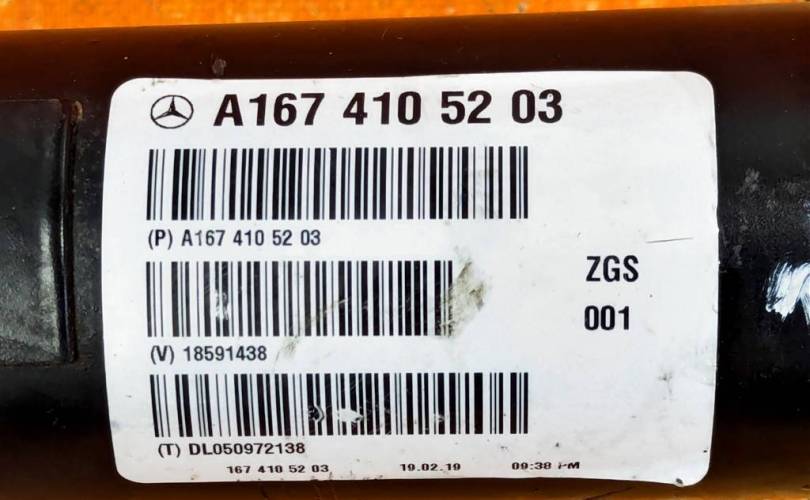 A167 410 52 03
(P) A167 410 52 03
ZGS
001
(V) 18591438
(T) DL050972138
167 410 52 03 19.02.19 09:38 PM